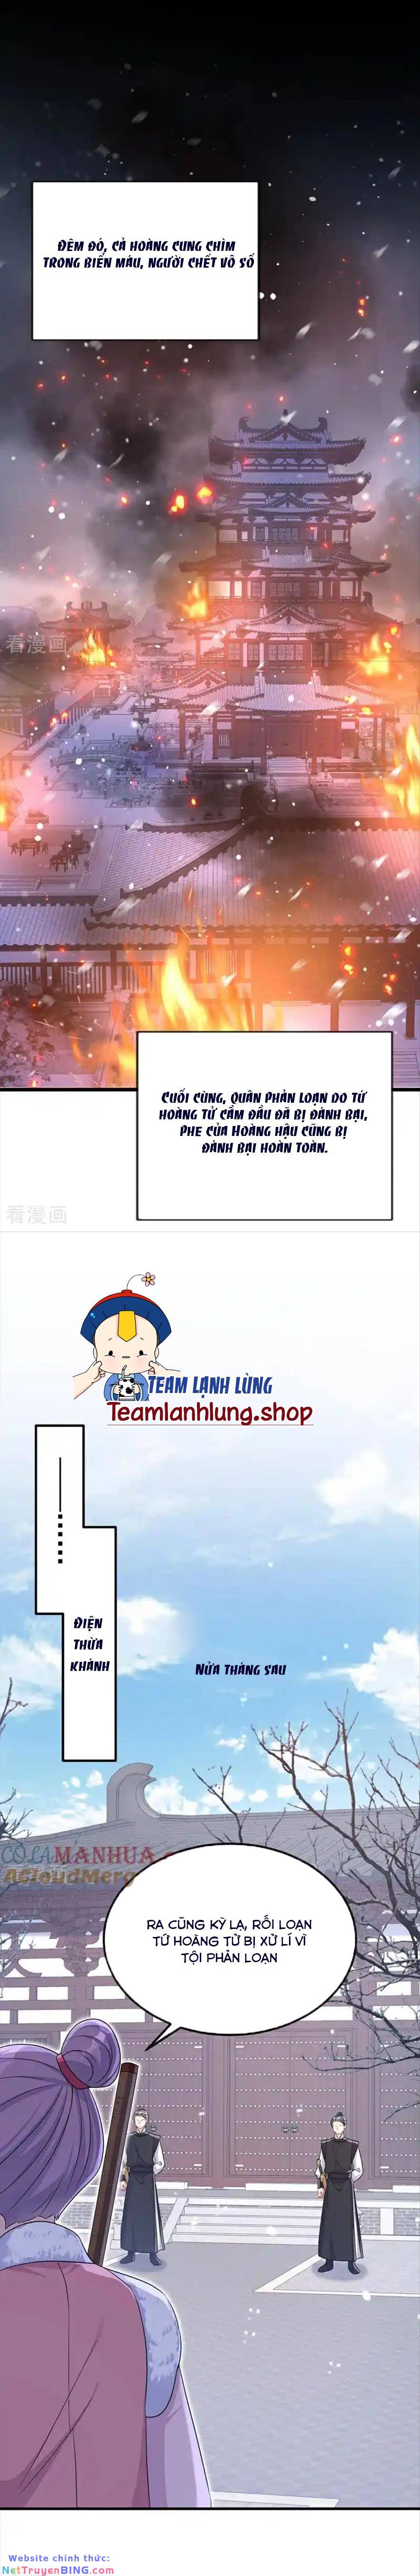 ĐÊM ĐÓ, CẢ HOÀNG CUNG CHÌM
TRONG BIỂN MÁU, NGƯỜI CHẾT VÔ SỐ
看漫画
CUỐI CÙNG, QUÂN PHẢN LOẠN DO TỨ
HOÀNG TỬ CẦM ĐẦU ĐÃ BỊ ĐÁNH BẠI,
PHE CỦA HOÀNG HẬU CŨNG BỊ
ĐÁNH BẠI HOÀN TOÀN.
看漫画
TEAM LẠNH LÙNG
Teamlanhlung.shop
ĐIỆN
THỪA
KHÁNH
NỬA THÁNG SAU
COLAMANHUA
AcloudMerg
RA CŨNG KỲ LẠ, RỐI LOẠN
TỨ HOÀNG TỬ BỊ XỬ LÍ VÌ
TỘI PHẢN LOẠN
Website chính thức:
NetTruyenBING.com